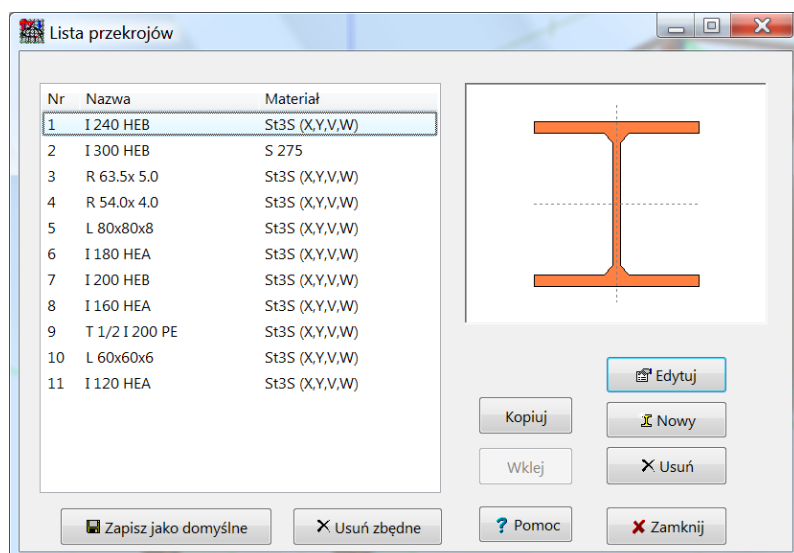 Lista przekrojów
Nr Nazwa Materiał
1 I 240 HEB St3S (X,Y,V,W)
2 I 300 HEB S 275
3 R 63.5x 5.0 St3S (X,Y,V,W)
4 R 54.0x 4.0 St3S (X,Y,V,W)
5 L 80x80x8 St3S (X,Y,V,W)
6 I 180 HEA St3S (X,Y,V,W)
7 I 200 HEB St3S (X,Y,V,W)
8 I 160 HEA St3S (X,Y,V,W)
9 T 1/2 I 200 PE St3S (X,Y,V,W)
10 L 60x60x6 St3S (X,Y,V,W)
11 I 120 HEA St3S (X,Y,V,W)
Edytuj
Kopiuj Nowy
Wklej Usuń
Zapisz jako domyślne Usuń zbędne Pomoc Zamknij